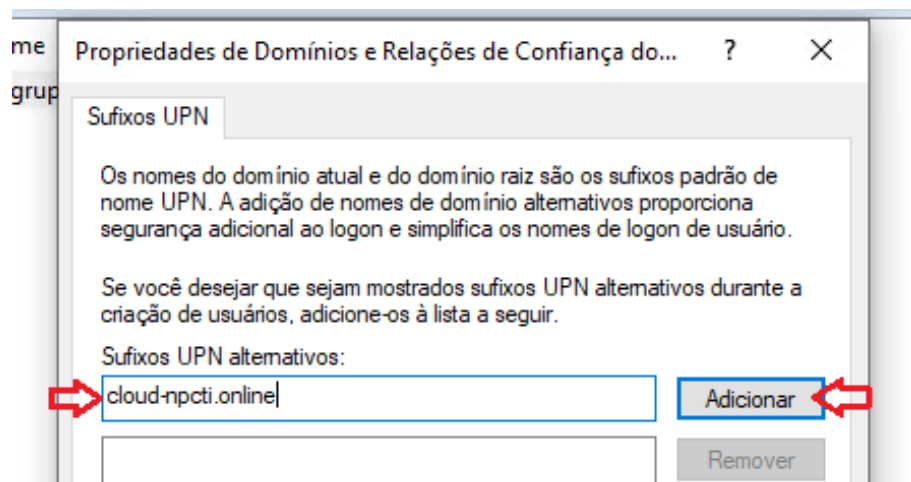 me
grup
Propriedades de Domínios e Relações de Confiança do...
?
Sufixos UPN
Os nomes do domínio atual e do domínio raiz são os sufixos padrão de
nome UPN. A adição de nomes de domínio alternativos proporciona
segurança adicional ao logon e simplifica os nomes de logon de usuário.
Se você desejar que sejam mostrados sufixos UPN alternativos durante a
criação de usuários, adicione-os à lista a seguir.
Sufixos UPN alternativos:
cloud-npcti.online
Adicionar
Remover